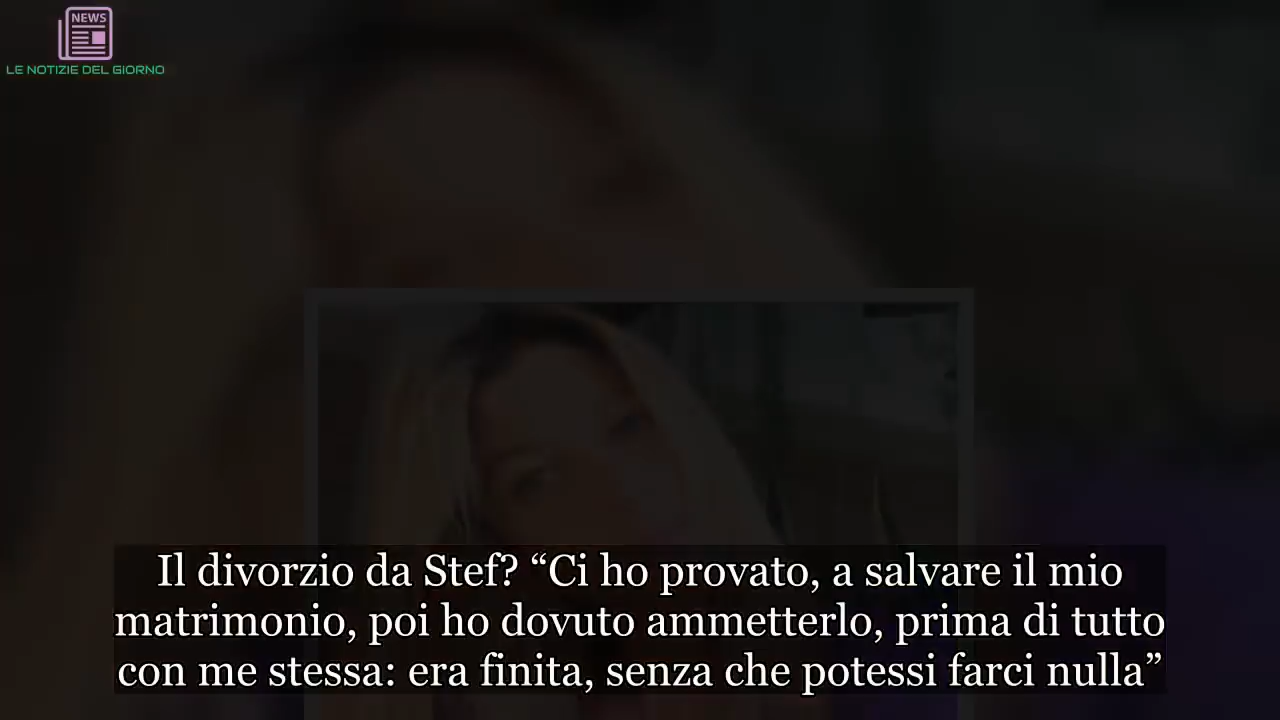 NEWS
LE NOTIZIE DEL GIORNO
Il divorzio da Stef? “Ci ho provato, a salvare il mio
matrimonio, poi ho dovuto ammetterlo, prima di tutto
con me stessa: era finita, senza che potessi farci nulla”